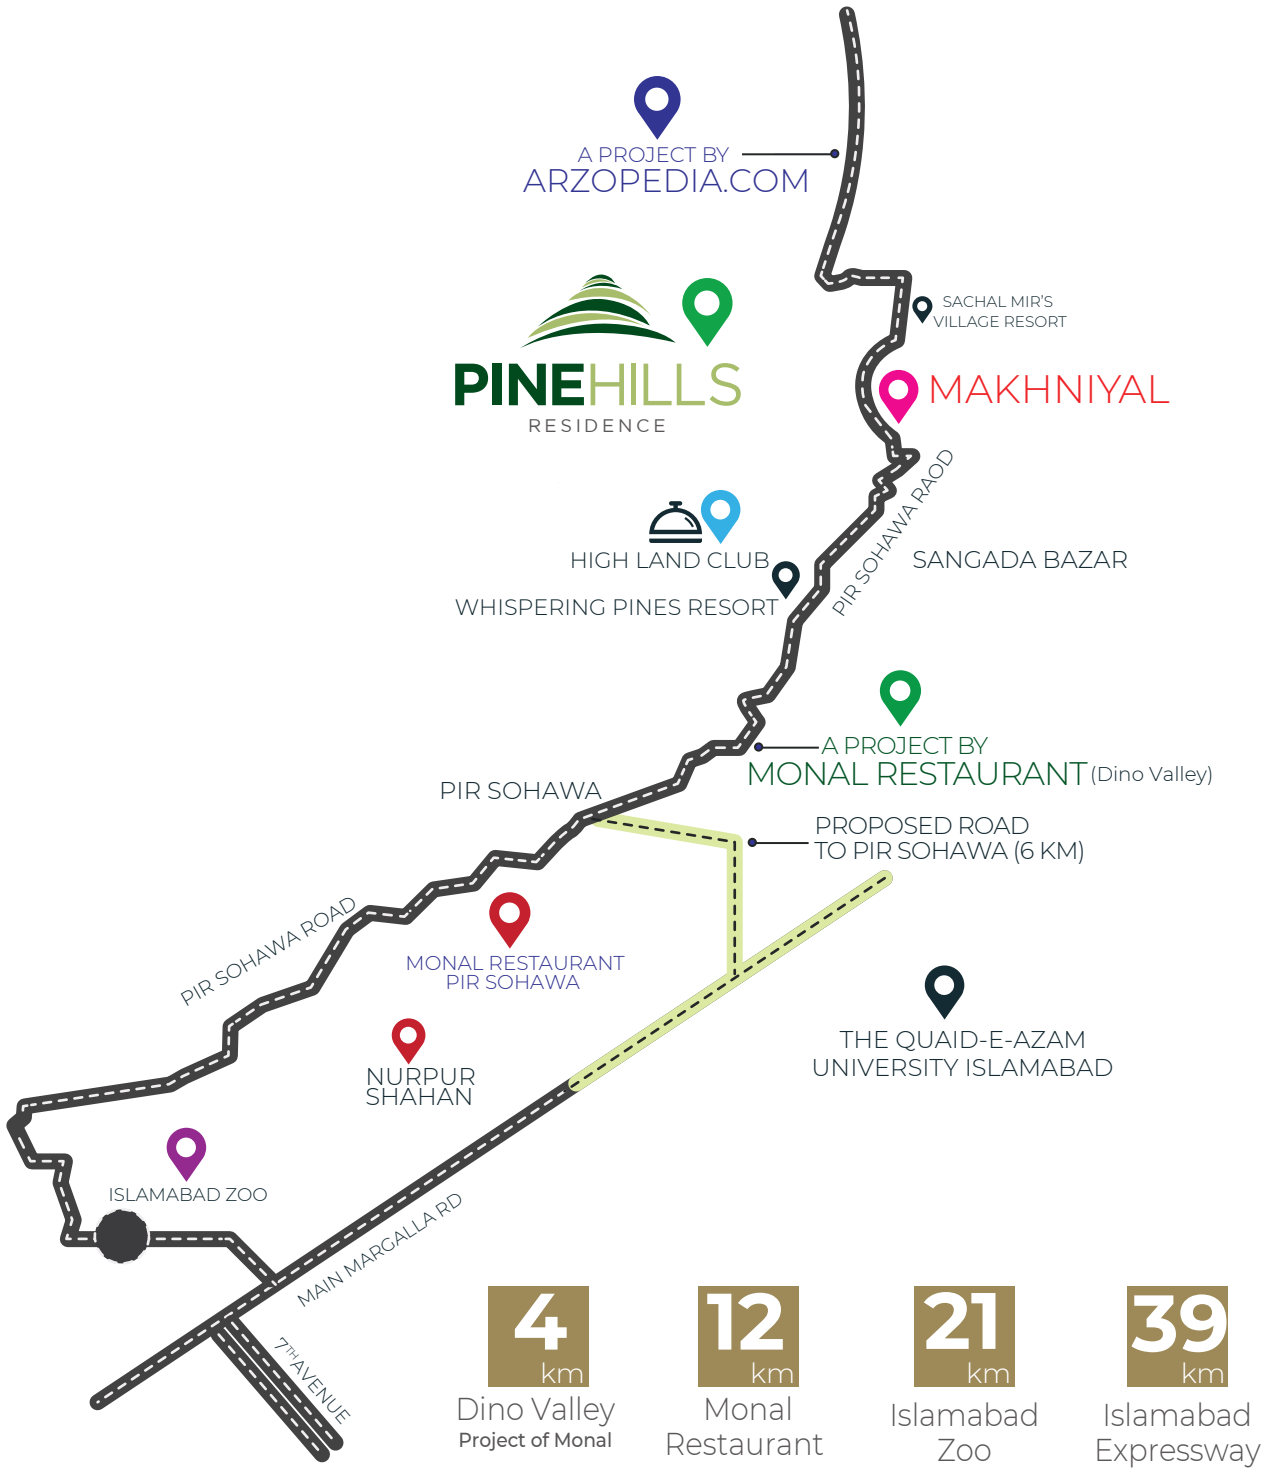 A PROJECT BY
ARZOPEDIA.COM
SACHAL MIR'S
VILLAGE RESORT
PINEHILLS
RESIDENCE
MAKHNIYAL
PIR SOHAWA RAOD
HIGH LAND CLUB
SANGADA BAZAR
WHISPERING PINES RESORT
A PROJECT BY
MONAL RESTAURANT (Dino Valley)
PIR SOHAWA
PROPOSED ROAD
TO PIR SOHAWA (6 KM)
PIR SOHAWA ROAD
MONAL RESTAURANT
PIR SOHAWA
THE QUAID-E-AZAM
UNIVERSITY ISLAMABAD
NURPUR
SHAHAN
ISLAMABAD ZOO
MAIN MARGALLA RD
7TH AVENUE
4
km
Dino Valley
Project of Monal
12
km
Monal
Restaurant
21
km
Islamabad
Zoo
39
km
Islamabad
Expressway